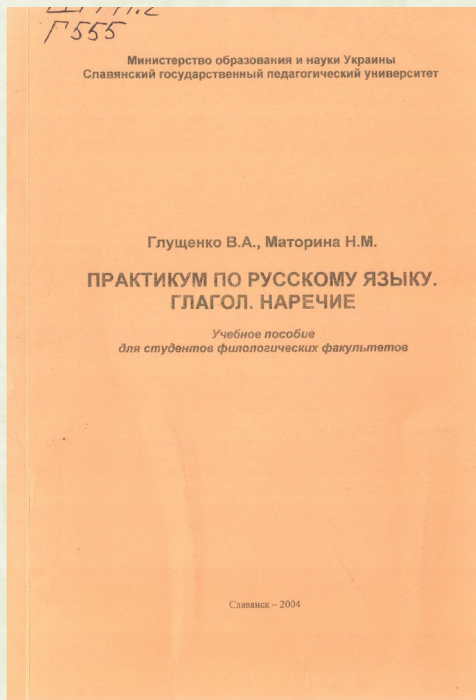 Г555
Министерство образования и науки Украины
Славянский государственный педагогический университет
Глущенко В.А., Маторина Н.М.
ПРАКТИКУМ ПО РУССКОМУ ЯЗЫКУ.
ГЛАГОЛ. НАРЕЧИЕ
Учебное пособие
для студентов филологических факультетов
Славянск – 2004